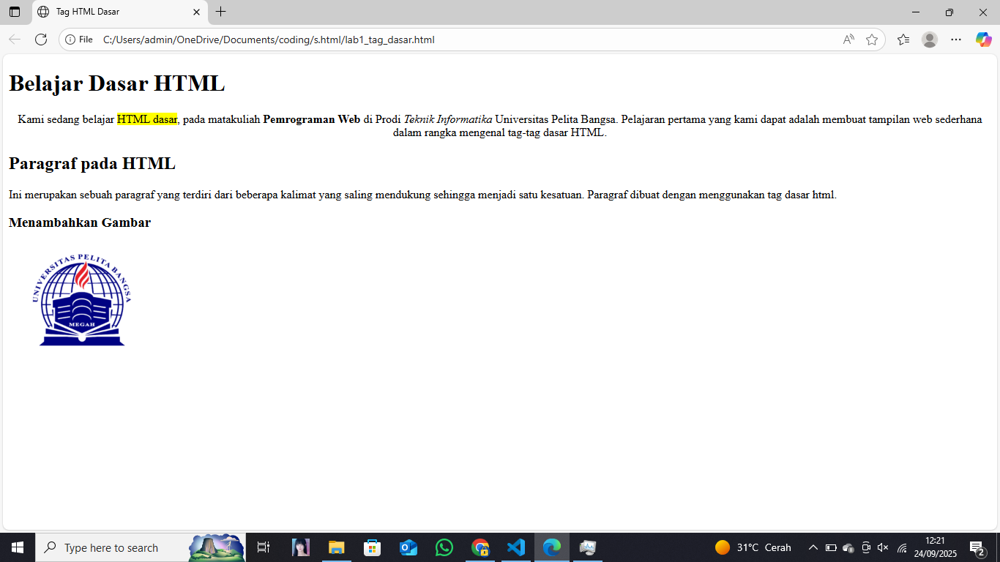 Tag HTML Dasar
File C:/Users/admin/OneDrive/Documents/coding/s.html/lab1_tag_dasar.html
Belajar Dasar HTML
Kami sedang belajar HTML dasar, pada matakuliah Pemrograman Web di Prodi Teknik Informatika Universitas Pelita Bangsa. Pelajaran pertama yang kami dapat adalah membuat tampilan web sederhana
dalam rangka mengenal tag-tag dasar HTML.
Paragraf pada HTML
Ini merupakan sebuah paragraf yang terdiri dari beberapa kalimat yang saling mendukung sehingga menjadi satu kesatuan. Paragraf dibuat dengan menggunakan tag dasar html.
Menambahkan Gambar
UNIVERSITAS PELITA BANGSA
MEGAH
Type here to search
31°C Cerah
12:21
24/09/2025
2